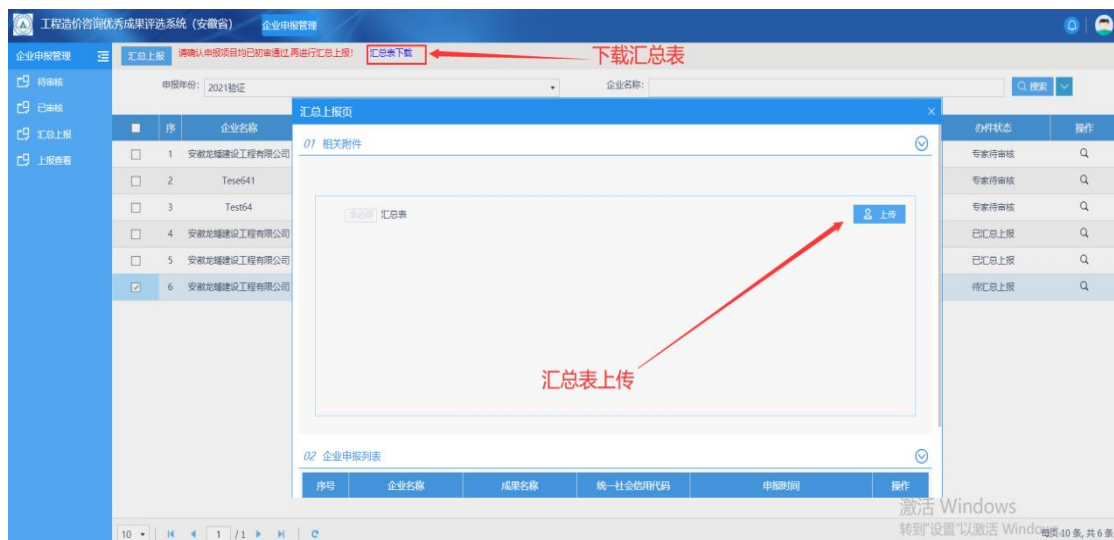 工程造价咨询优秀成果评选系统（安徽省） 企业申报管理
企业申报管理 汇总上报 请确认申报项目均已初审通过,再进行汇总上报！ 汇总表下载 下载汇总表
待审核
已审核
汇总上报
上报查看
申报年份: 2021验证 企业名称: 搜索
序 企业名称 办件状态 操作
1 安徽龙蟠建设工程有限公司 专家待审核
2 Tese641 专家待审核
3 Test64 专家待审核
4 安徽龙蟠建设工程有限公司 已汇总上报
5 安徽龙蟠建设工程有限公司 已汇总上报
6 安徽龙蟠建设工程有限公司 待汇总上报
汇总上报页 ×
01 相关附件
汇总表 上传
汇总表上传
02 企业申报列表
序号 企业名称 成果名称 统一社会信用代码 申报时间 操作
激活 Windows
转到"设置"以激活 Windo
10 1 /1 每页 10 条, 共 6 条